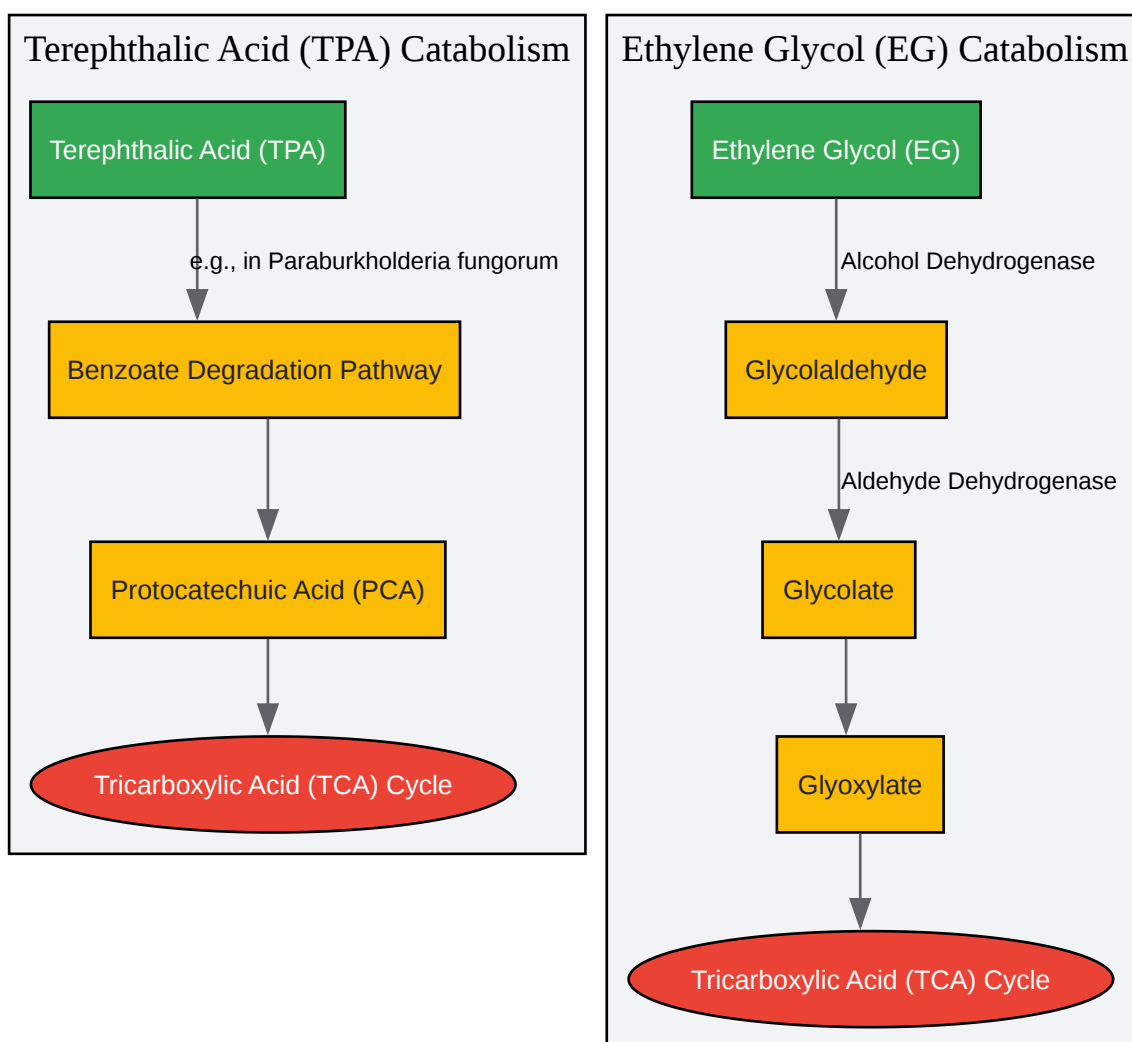 Terephthalic Acid (TPA) Catabolism
Terephthalic Acid (TPA)
e.g., in Paraburkholderia fungorum
Benzoate Degradation Pathway
Protocatechuic Acid (PCA)
Tricarboxylic Acid (TCA) Cycle
Ethylene Glycol (EG) Catabolism
Ethylene Glycol (EG)
Alcohol Dehydrogenase
Glycolaldehyde
Aldehyde Dehydrogenase
Glycolate
Glyoxylate
Tricarboxylic Acid (TCA) Cycle